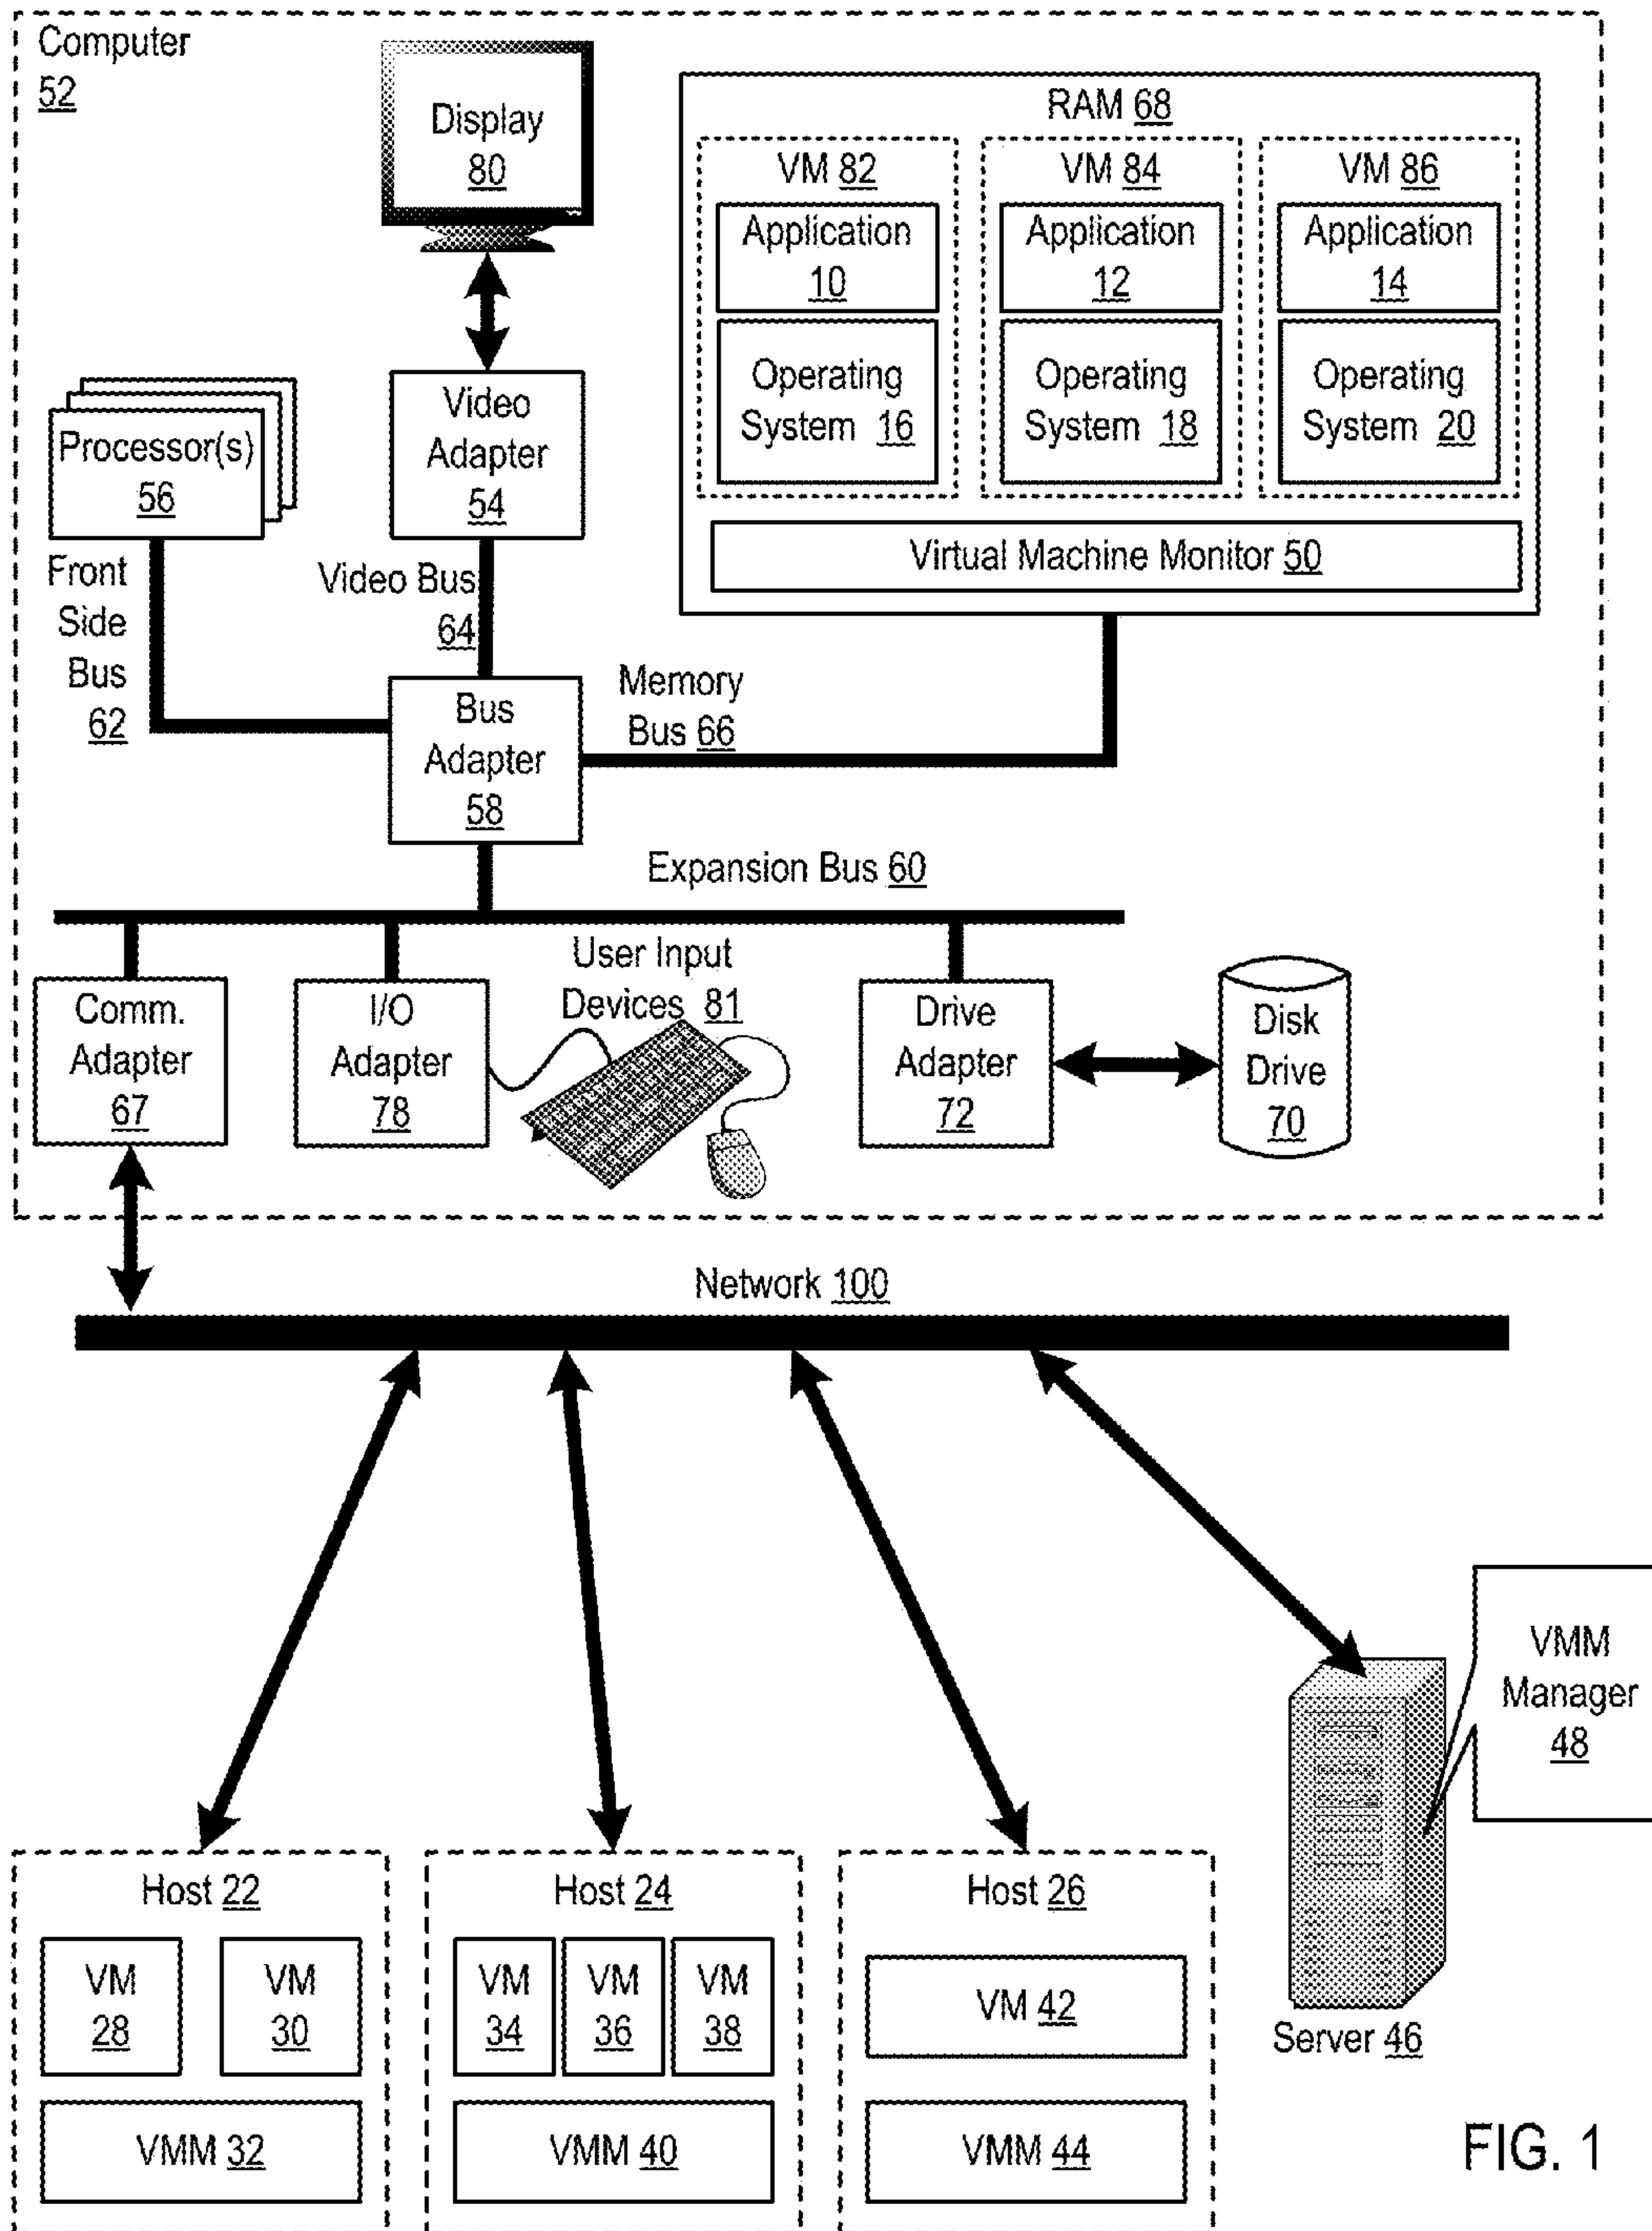 Computer
52
Display
80
RAM 68
VM 82
Application
10
Operating
System 16
VM 84
Application
12
Operating
System 18
VM 86
Application
14
Operating
System 20
Virtual Machine Monitor 50
Processor(s)
56
Video
Adapter
54
Front
Side
Bus
62
Video Bus
64
Bus
Adapter
58
Memory
Bus 66
Expansion Bus 60
Comm.
Adapter
67
I/O
Adapter
78
User Input
Devices 81
Drive
Adapter
72
Disk
Drive
70
Network 100
VMM
Manager
48
Server 46
Host 22
VM
28
VM
30
VMM 32
Host 24
VM
34
VM
36
VM
38
VMM 40
Host 26
VM 42
VMM 44
FIG. 1